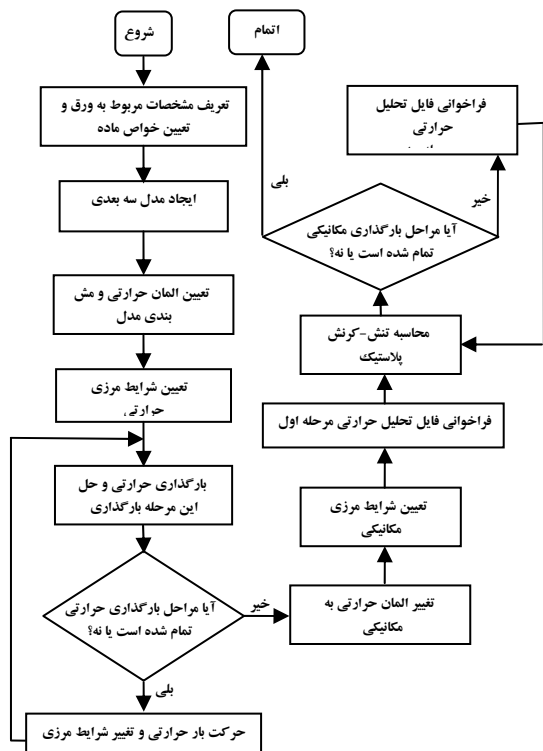 شروع
تعریف مشخصات مربوط به ورق و
تعیین خواص ماده
ایجاد مدل سه بعدی
تعیین المان حرارتی و مش
بندی مدل
تعیین شرایط مرزی
حرارتی
بارگذاری حرارتی و حل
این مرحله بارگذاری
آیا مراحل بارگذاری حرارتی
تمام شده است یا نه؟
خیر
بلی
حرکت بار حرارتی و تغییر شرایط مرزی
تغییر المان حرارتی به
مکانیکی
تعیین شرایط مرزی
مکانیکی
فراخوانی فایل تحلیل حرارتی مرحله اول
محاسبه تنش-کرنش
پلاستیک
آیا مراحل بارگذاری مکانیکی
تمام شده است یا نه؟
خیر
بلی
فراخوانی فایل تحلیل
حرارتی
اتمام